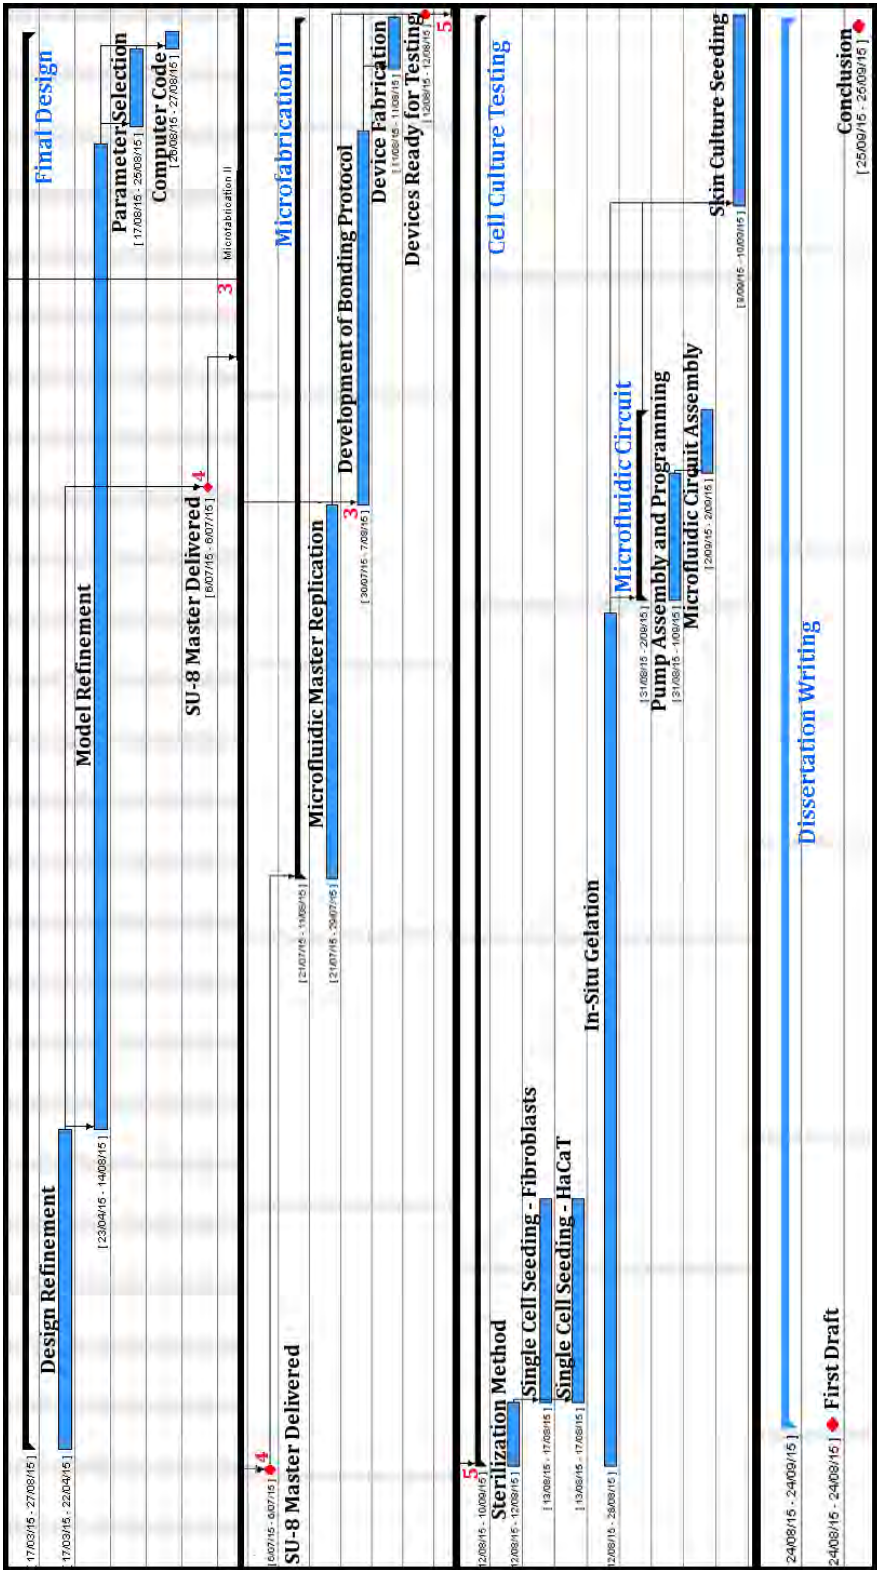 Final Design
[ 17/03/15 - 27/08/15 ]
Design Refinement
[ 17/03/15 - 22/04/15 ]
Model Refinement
[ 23/04/15 - 14/08/15 ]
Parameter Selection
[ 17/08/15 - 25/08/15 ]
Computer Code
[ 26/08/15 - 27/08/15 ]
SU-8 Master Delivered
4
[ 6/07/15 - 6/07/15 ]
3
Microfabrication II
4
[ 6/07/15 - 6/07/15 ]
SU-8 Master Delivered
Microfabrication II
[ 21/07/15 - 11/08/15 ]
Microfluidic Master Replication
[ 21/07/15 - 29/07/15 ]
Development of Bonding Protocol
3
[ 30/07/15 - 7/08/15 ]
Device Fabrication
[ 11/08/15 - 11/08/15 ]
Devices Ready for Testing
[ 12/08/15 - 12/08/15 ]
5
5
Cell Culture Testing
12/08/15 - 10/09/15 ]
Sterilization Method
12/08/15 - 12/08/15 ]
Single Cell Seeding - Fibroblasts
[ 13/08/15 - 17/08/15 ]
Single Cell Seeding - HaCaT
[ 13/08/15 - 17/08/15 ]
In-Situ Gelation
12/08/15 - 28/08/15 ]
Microfluidic Circuit
[ 31/08/15 - 2/09/15 ]
Pump Assembly and Programming
[ 31/08/15 - 1/09/15 ]
Microfluidic Circuit Assembly
[ 2/09/15 - 2/09/15 ]
Skin Culture Seeding
[ 9/09/15 - 10/09/15 ]
24/08/15 - 24/09/15 ]
Dissertation Writing
24/08/15 - 24/08/15 ]
First Draft
Conclusion
[ 25/09/15 - 25/09/15 ]